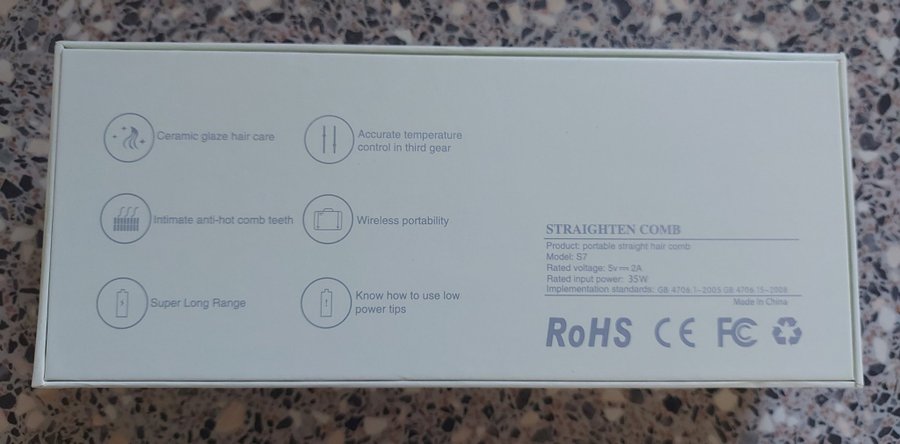 Ceramic glaze hair care
Accurate temperature
control in third gear
Intimate anti-hot comb teeth
Wireless portability
Super Long Range
Know how to use low
power tips
STRAIGHTEN COMB
Product: portable straight hair comb
Model: S7
Rated voltage: 5v⎓2A
Rated input power: 35W
Implementation standards: GB 4706.1-2005 GB 4706.15-2008
Made In China
RoHS CE FC